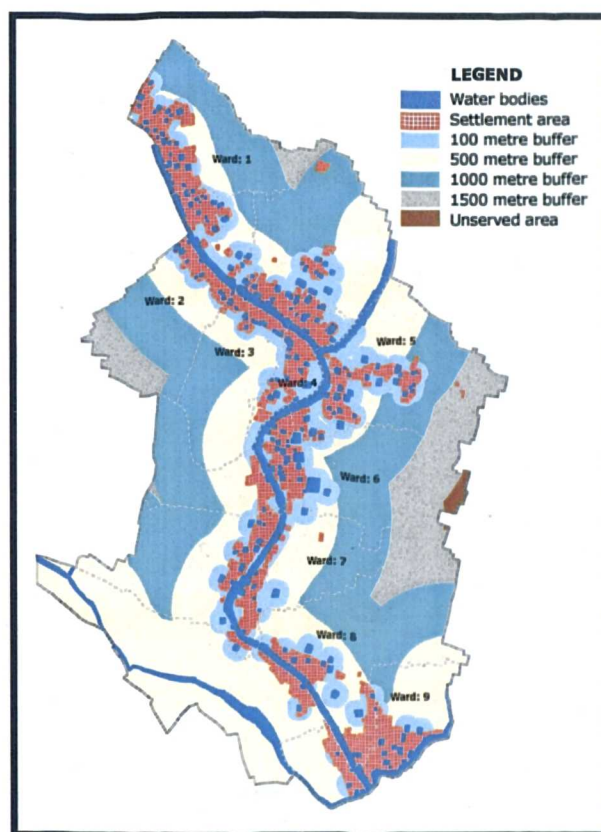 LEGEND
Water bodies
Settlement area
100 metre buffer
500 metre buffer
1000 metre buffer
1500 metre buffer
Unserved area
Ward: 1
Ward: 2
Ward: 3
Ward: 5
Ward: 4
Ward: 6
Ward: 7
Ward: 8
Ward: 9